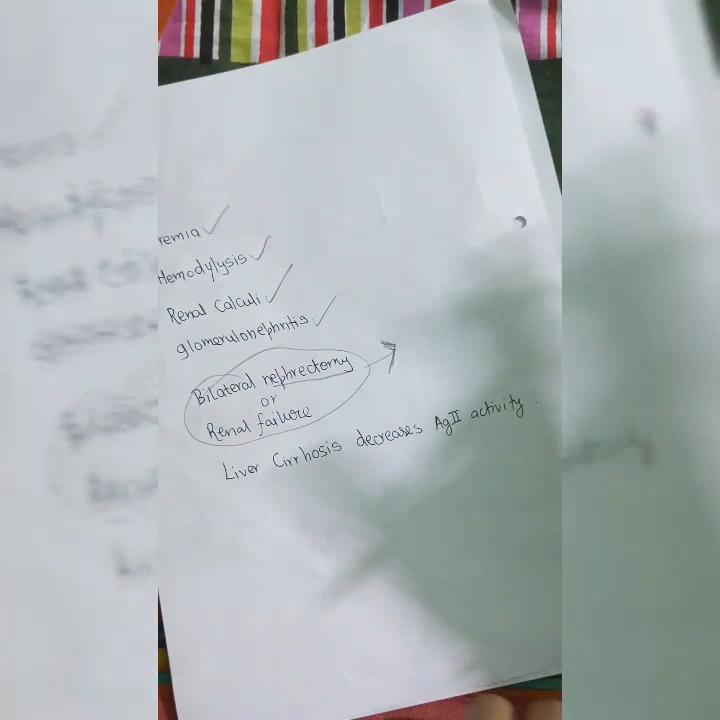 remia
Hemodylysis
Renal Calculi
glomerulonephritis
Bilateral nephrectomy
or
Renal failure
Liver Cirrhosis decreases AgII activity.